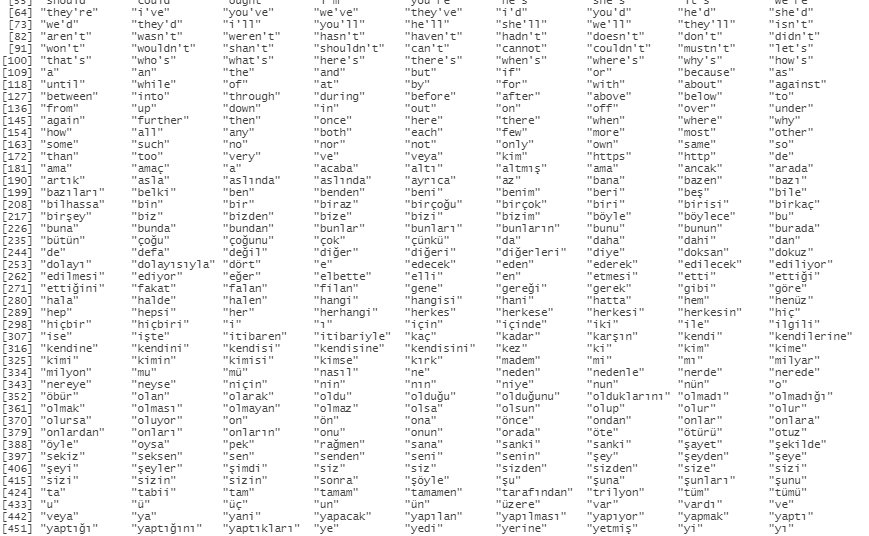 [55] "should" "could" "ought" "i'm" "you're" "he's" "she's" "it's" "we're"
[64] "they're" "i've" "you've" "we've" "they've" "i'd" "you'd" "he'd" "she'd"
[73] "we'd" "they'd" "i'll" "you'll" "he'll" "she'll" "we'll" "they'll" "isn't"
[82] "aren't" "wasn't" "weren't" "hasn't" "haven't" "hadn't" "doesn't" "don't" "didn't"
[91] "won't" "wouldn't" "shan't" "shouldn't" "can't" "cannot" "couldn't" "mustn't" "let's"
[100] "that's" "who's" "what's" "here's" "there's" "when's" "where's" "why's" "how's"
[109] "a" "an" "the" "and" "but" "if" "or" "because" "as"
[118] "until" "while" "of" "at" "by" "for" "with" "about" "against"
[127] "between" "into" "through" "during" "before" "after" "above" "below" "to"
[136] "from" "up" "down" "in" "out" "on" "off" "over" "under"
[145] "again" "further" "then" "once" "here" "there" "when" "where" "why"
[154] "how" "all" "any" "both" "each" "few" "more" "most" "other"
[163] "some" "such" "no" "nor" "not" "only" "own" "same" "so"
[172] "than" "too" "very" "ve" "veya" "kim" "https" "http" "de"
[181] "ama" "amaç" "a" "acaba" "altı" "altmış" "ama" "ancak" "arada"
[190] "artık" "asla" "aslında" "aslında" "ayrıca" "az" "bana" "bazen" "bazı"
[199] "bazıları" "belki" "ben" "benden" "beni" "benim" "beri" "beş" "bile"
[208] "bilhassa" "bin" "bir" "biraz" "birçoğu" "birçok" "biri" "birisi" "birkaç"
[217] "birşey" "biz" "bizden" "bize" "bizi" "bizim" "böyle" "böylece" "bu"
[226] "buna" "bunda" "bundan" "bunlar" "bunları" "bunların" "bunu" "bunun" "burada"
[235] "bütün" "çoğu" "çoğunu" "çok" "çünkü" "da" "daha" "dahi" "dan"
[244] "de" "defa" "değil" "diğer" "diğeri" "diğerleri" "diye" "doksan" "dokuz"
[253] "dolayı" "dolayısıyla" "dört" "e" "edecek" "eden" "ederek" "edilecek" "ediliyor"
[262] "edilmesi" "ediyor" "eğer" "elbette" "elli" "en" "etmesi" "etti" "ettiği"
[271] "ettiğini" "fakat" "falan" "filan" "gene" "gereği" "gerek" "gibi" "göre"
[280] "hala" "halde" "halen" "hangi" "hangisi" "hani" "hatta" "hem" "henüz"
[289] "hep" "hepsi" "her" "herhangi" "herkes" "herkese" "herkesi" "herkesin" "hiç"
[298] "hiçbir" "hiçbiri" "i" "ı" "için" "içinde" "iki" "ile" "ilgili"
[307] "ise" "işte" "itibaren" "itibariyle" "kaç" "kadar" "karşın" "kendi" "kendilerine"
[316] "kendine" "kendini" "kendisi" "kendisine" "kendisini" "kez" "ki" "kim" "kime"
[325] "kimi" "kimin" "kimisi" "kimse" "kırk" "madem" "mi" "mı" "milyar"
[334] "milyon" "mu" "mü" "nasıl" "ne" "neden" "nedenle" "nerde" "nerede"
[343] "nereye" "neyse" "niçin" "nin" "nın" "niye" "nun" "nün" "o"
[352] "öbür" "olan" "olarak" "oldu" "olduğu" "olduğunu" "olduklarını" "olmadı" "olmadığı"
[361] "olmak" "olması" "olmayan" "olmaz" "olsa" "olsun" "olup" "olur" "olur"
[370] "olursa" "oluyor" "on" "ön" "ona" "önce" "ondan" "onlar" "onlara"
[379] "onlardan" "onları" "onların" "onu" "onun" "orada" "öte" "ötürü" "otuz"
[388] "öyle" "oysa" "pek" "rağmen" "sana" "sanki" "sanki" "şayet" "şekilde"
[397] "sekiz" "seksen" "sen" "senden" "seni" "senin" "şey" "şeyden" "şeye"
[406] "şeyi" "şeyler" "şimdi" "siz" "siz" "sizden" "sizden" "size" "sizi"
[415] "sizi" "sizin" "sizin" "sonra" "şöyle" "şu" "şuna" "şunları" "şunu"
[424] "ta" "tabii" "tam" "tamam" "tamamen" "tarafından" "trilyon" "tüm" "tümü"
[433] "u" "ü" "üç" "un" "ün" "üzere" "var" "vardı" "ve"
[442] "veya" "ya" "yani" "yapacak" "yapılan" "yapılması" "yapıyor" "yapmak" "yaptı"
[451] "yaptığı" "yaptığını" "yaptıkları" "ye" "yedi" "yerine" "yetmiş" "yi" "yı"